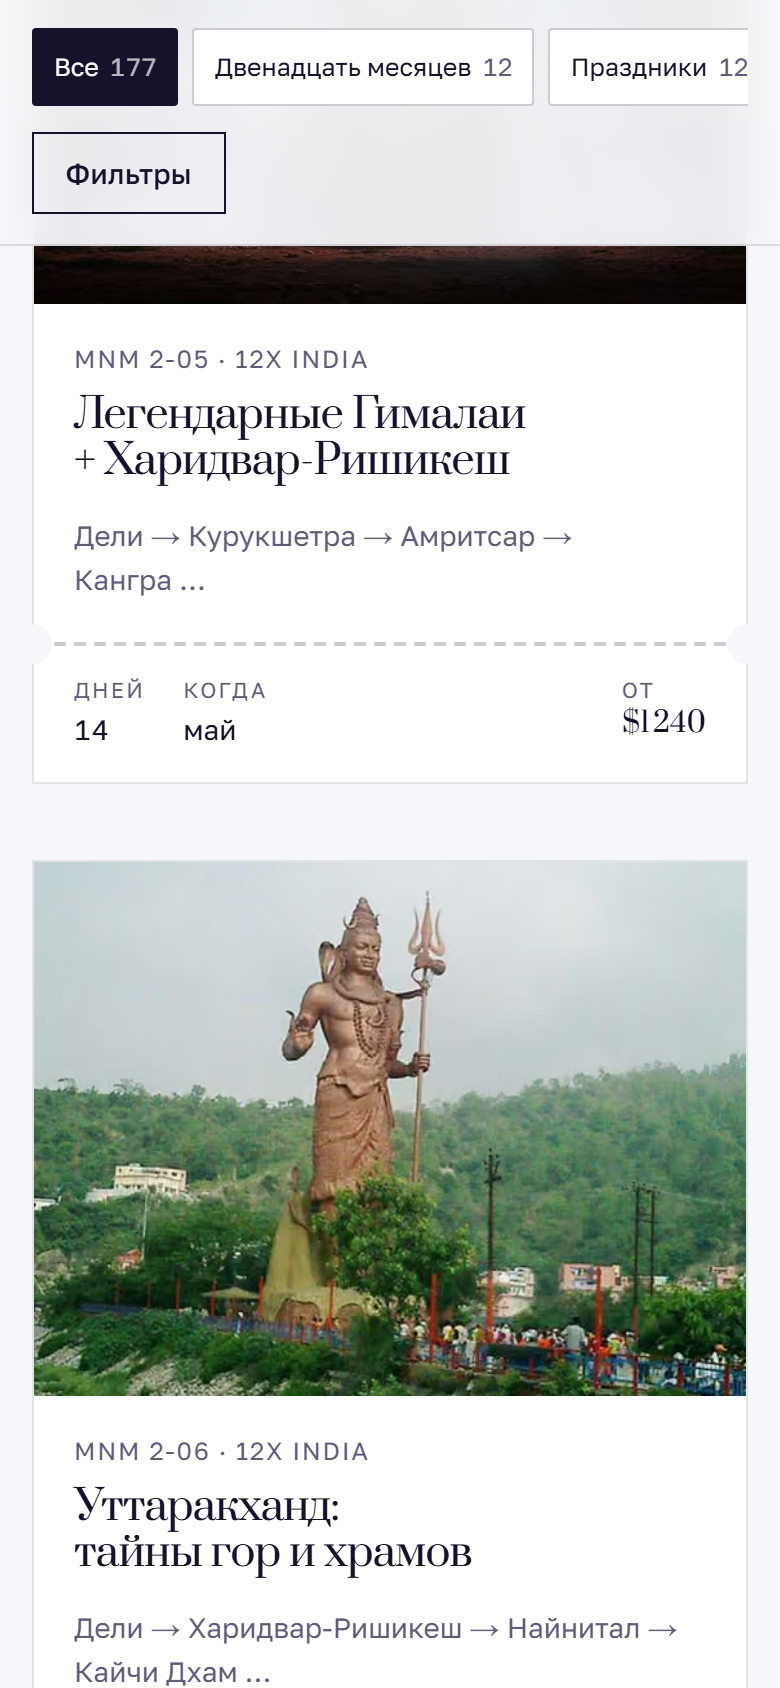 Все 177
Двенадцать месяцев 12
Праздники 12
Фильтры
MNM 2-05 · 12X INDIA
Легендарные Гималаи
+ Харидвар-Ришикеш
Дели → Курукшетра → Амритсар →
Кангра ...
ДНЕЙ
КОГДА
ОТ
14
май
$1240
MNM 2-06 · 12X INDIA
Уттаракханд:
тайны гор и храмов
Дели → Харидвар-Ришикеш → Найнитал →
Кайчи Дхам ...